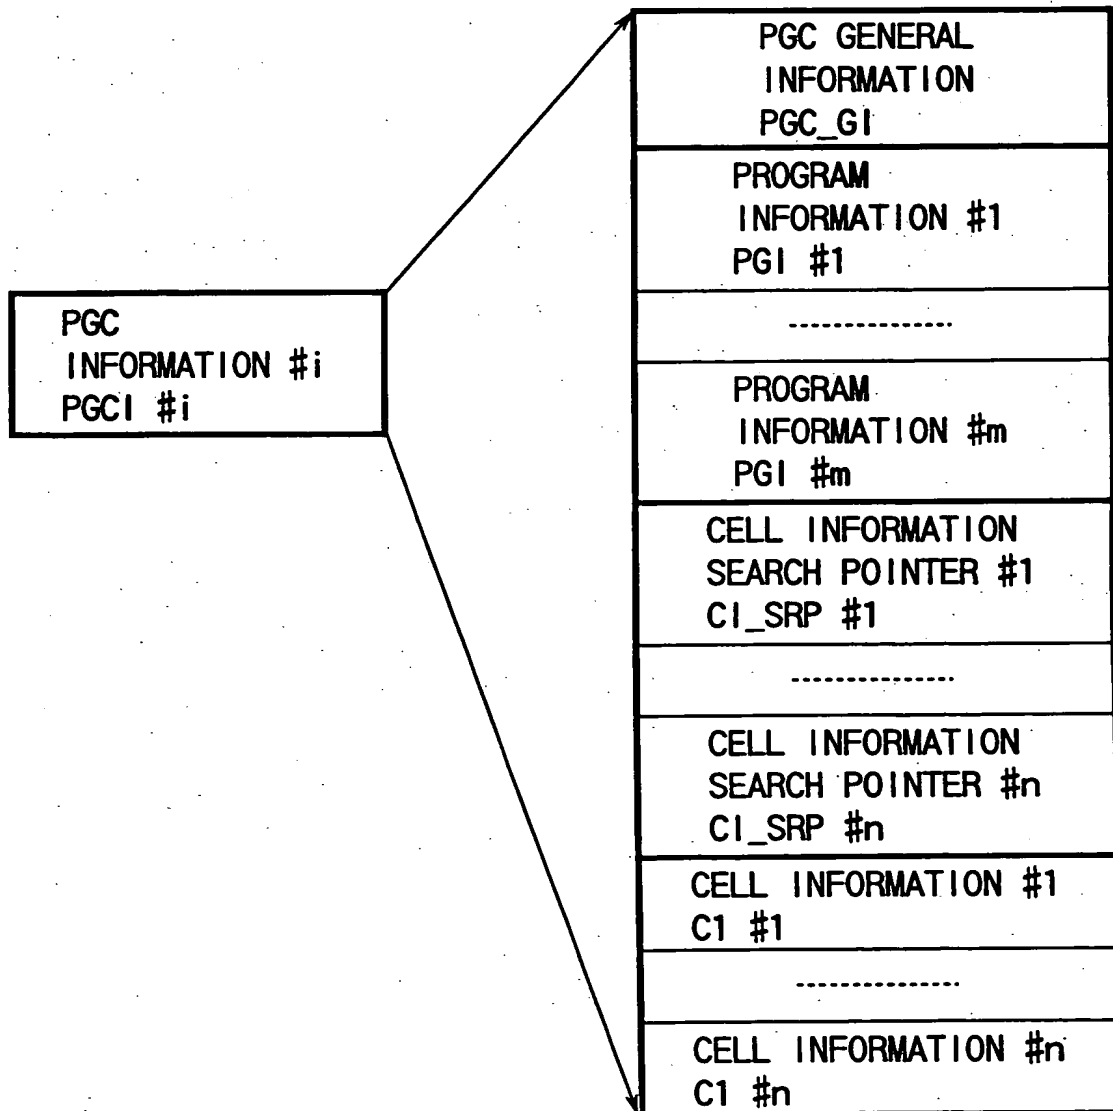 PGC GENERAL
INFORMATION
PGC_GI
PROGRAM
INFORMATION #1
PGI #1
---------------
PGC
INFORMATION #i
PGCI #i
PROGRAM
INFORMATION #m
PGI #m
CELL INFORMATION
SEARCH POINTER #1
CI_SRP #1
---------------
CELL INFORMATION
SEARCH POINTER #n
CI_SRP #n
CELL INFORMATION #1
C1 #1
---------------
CELL INFORMATION #n
C1 #n